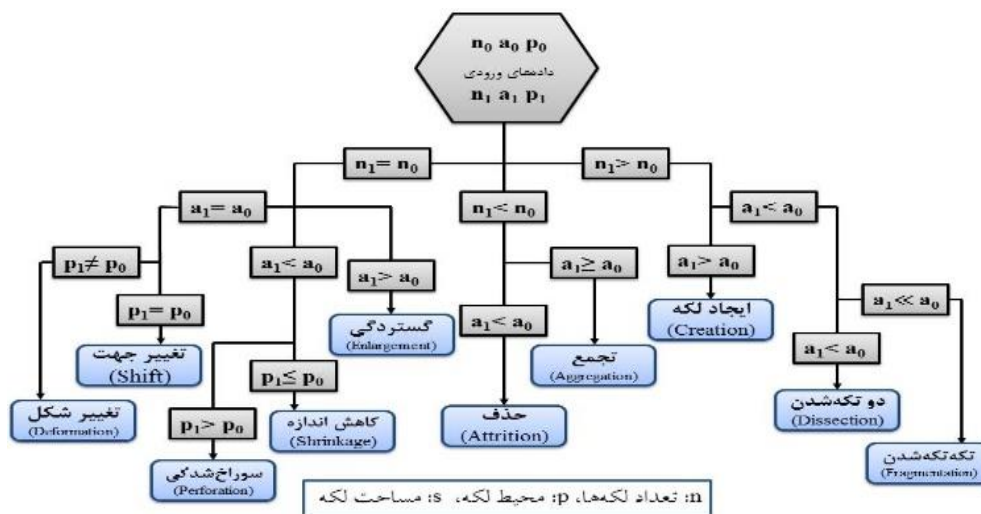 n₀ a₀ p₀
داده‌های ورودی
n₁ a₁ p₁
n₁= n₀
n₁> n₀
a₁= a₀
n₁< n₀
a₁< a₀
p₁≠ p₀
a₁< a₀
a₁> a₀
a₁≥ a₀
a₁> a₀
p₁= p₀
a₁≪ a₀
گستردگی
(Enlargement)
a₁< a₀
ایجاد لکه
(Creation)
تغییر جهت
(Shift)
a₁< a₀
تجمع
(Aggregation)
p₁≤ p₀
تغییر شکل
(Deformation)
p₁> p₀
کاهش اندازه
(Shrinkage)
حذف
(Attrition)
دو تکه‌شدن
(Dissection)
سوراخ‌شدگی
(Perforation)
تکه‌تکه‌شدن
(Fragmentation)
n: تعداد لکه‌ها، p: محیط لکه، s: مساحت لکه